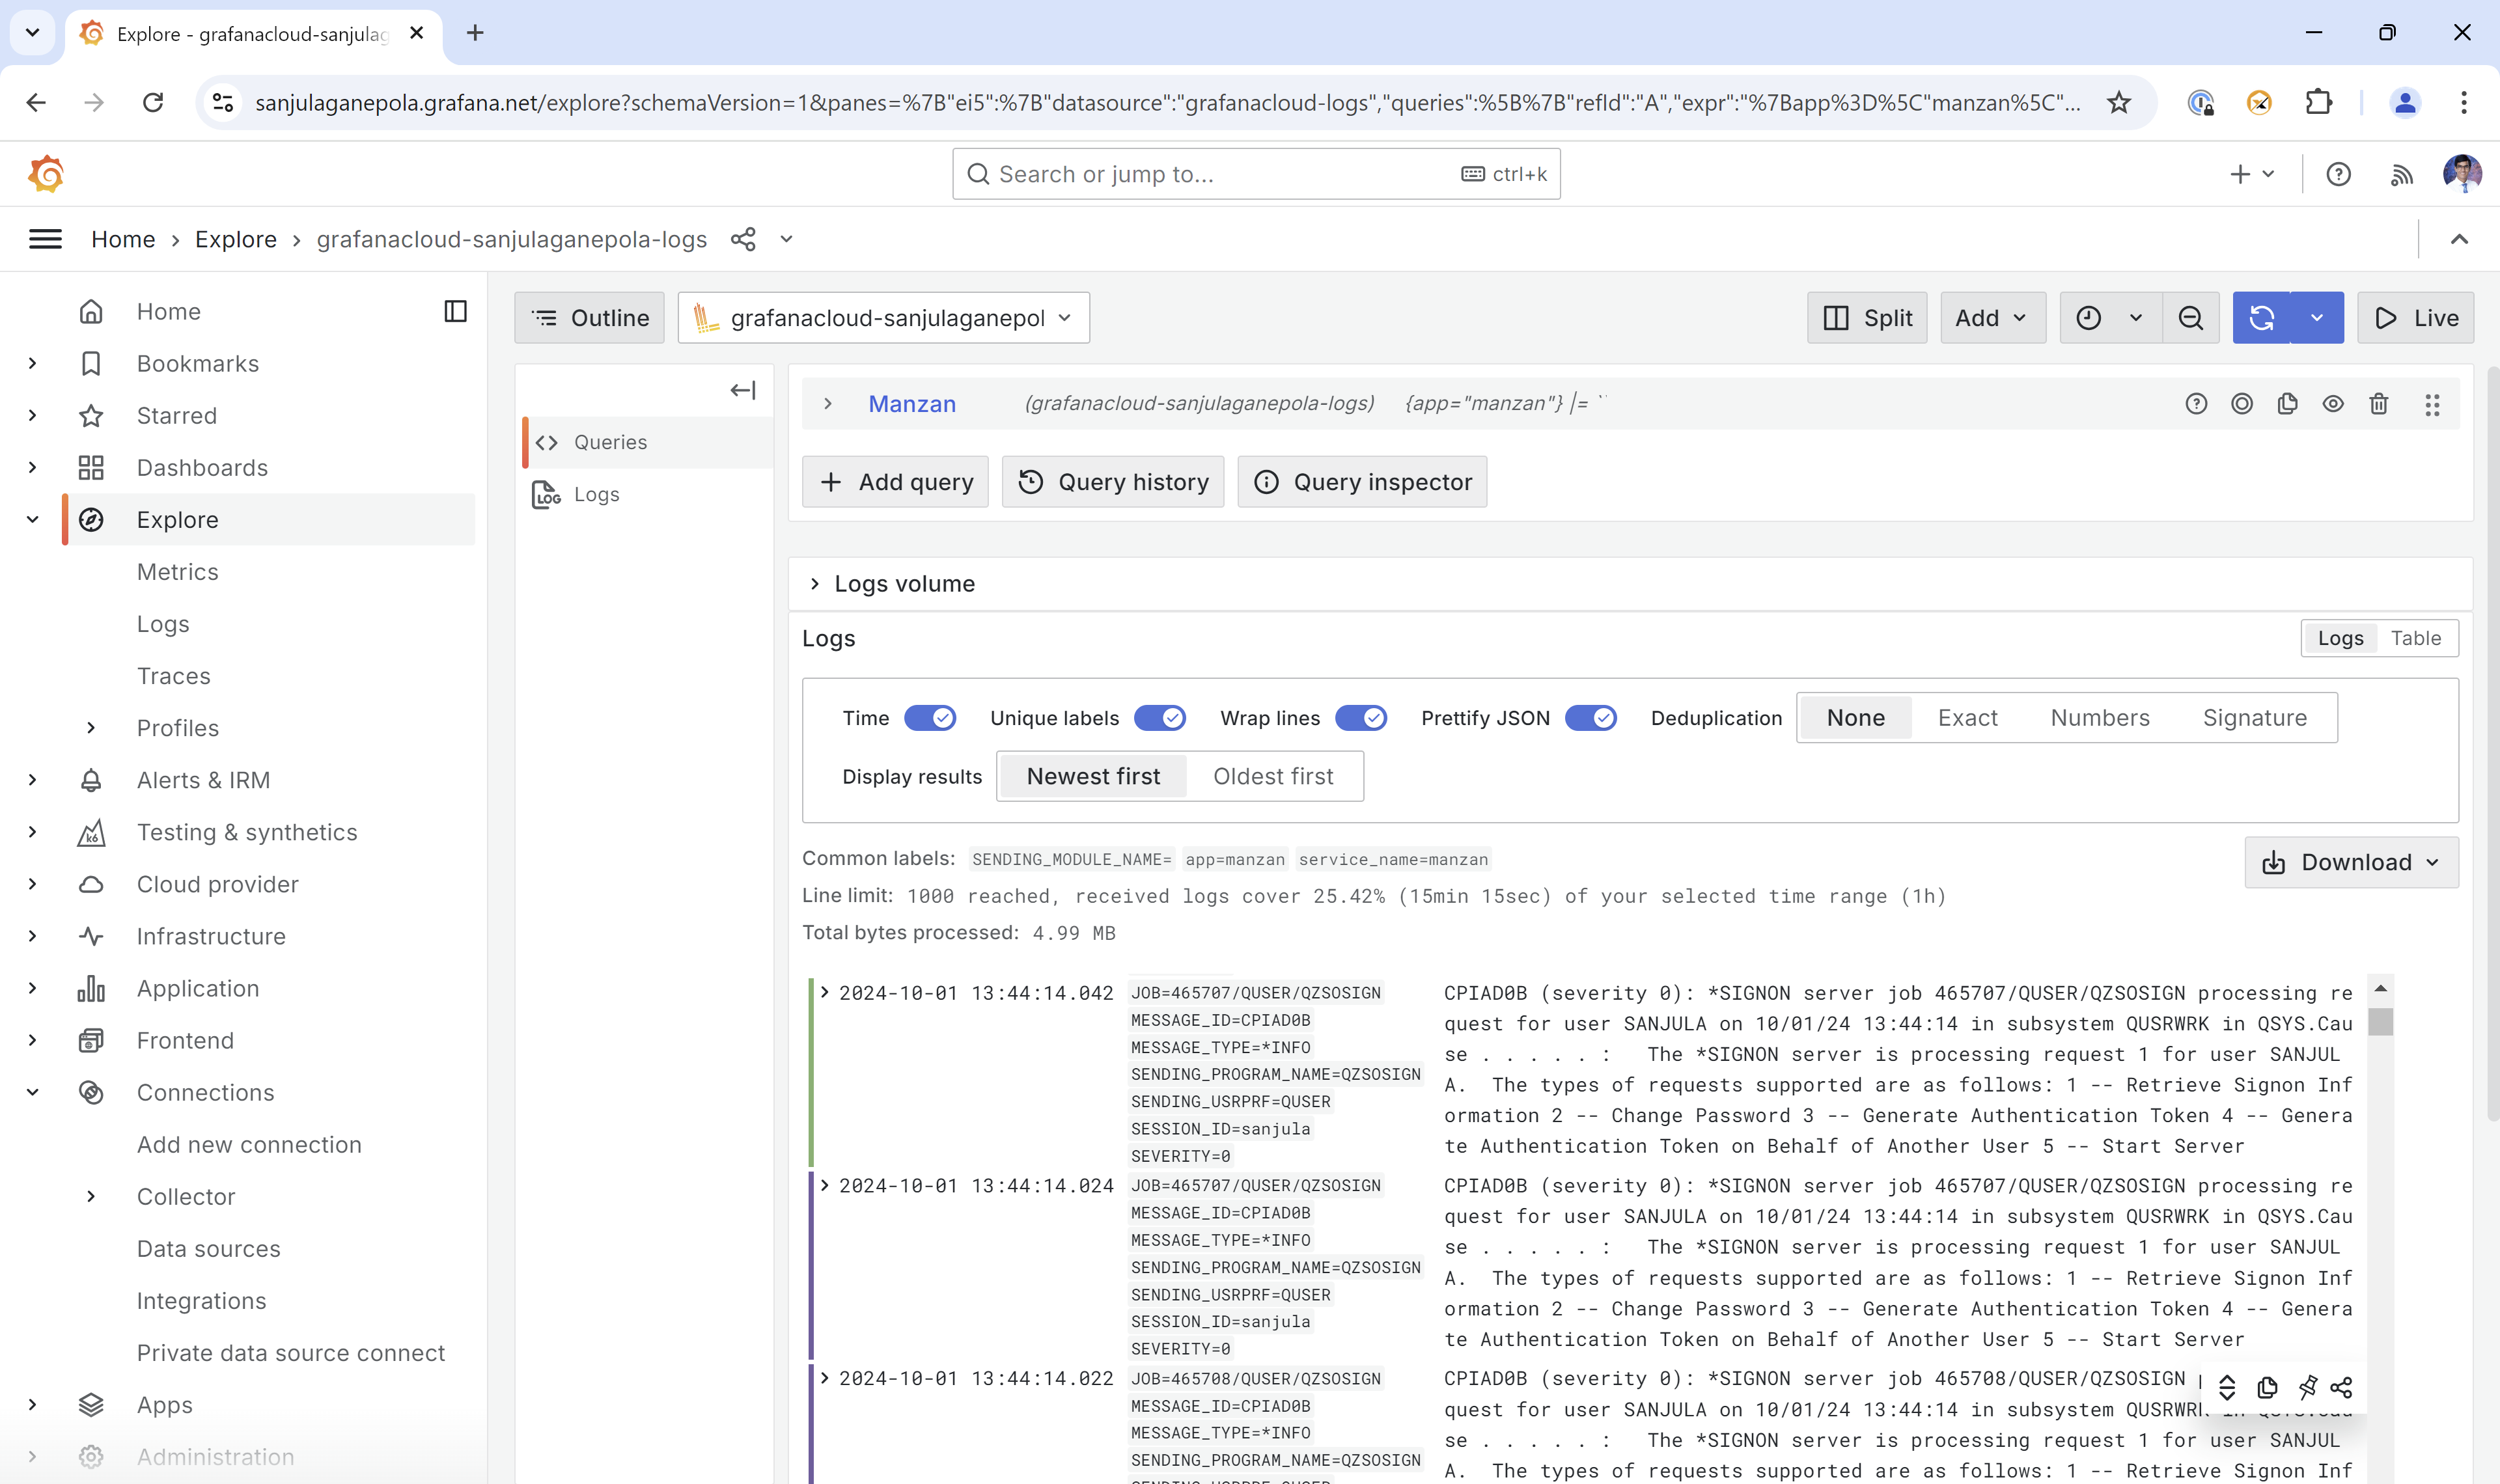 Explore - grafanacloud-sanjulag
sanjulaganepola.grafana.net/explore?schemaVersion=1&panes=%7B"ei5":%7B"datasource":"grafanacloud-logs","queries":%5B%7B"refId":"A","expr":"%7Bapp%3D%5C"manzan%5C"...
Search or jump to... ctrl+k
Home › Explore › grafanacloud-sanjulaganepola-logs
Home
Bookmarks
Starred
Dashboards
Explore
Metrics
Logs
Traces
Profiles
Alerts & IRM
Testing & synthetics
Cloud provider
Infrastructure
Application
Frontend
Connections
Add new connection
Collector
Data sources
Integrations
Private data source connect
Apps
Administration
Outline
grafanacloud-sanjulaganepol
Split
Add
Live
Queries
Logs
Manzan (grafanacloud-sanjulaganepola-logs) {app="manzan"} |= ``
Add query
Query history
Query inspector
Logs volume
Logs
Logs Table
Time Unique labels Wrap lines Prettify JSON Deduplication None Exact Numbers Signature
Display results Newest first Oldest first
Common labels: SENDING_MODULE_NAME= app=manzan service_name=manzan
Download
Line limit: 1000 reached, received logs cover 25.42% (15min 15sec) of your selected time range (1h)
Total bytes processed: 4.99 MB
2024-10-01 13:44:14.042
JOB=465707/QUSER/QZSOSIGN
MESSAGE_ID=CPIAD0B
MESSAGE_TYPE=*INFO
SENDING_PROGRAM_NAME=QZSOSIGN
SENDING_USRPRF=QUSER
SESSION_ID=sanjula
SEVERITY=0
CPIAD0B (severity 0): *SIGNON server job 465707/QUSER/QZSOSIGN processing re
quest for user SANJULA on 10/01/24 13:44:14 in subsystem QUSRWRK in QSYS.Cau
se . . . . . :   The *SIGNON server is processing request 1 for user SANJUL
A.  The types of requests supported are as follows: 1 -- Retrieve Signon Inf
ormation 2 -- Change Password 3 -- Generate Authentication Token 4 -- Genera
te Authentication Token on Behalf of Another User 5 -- Start Server
2024-10-01 13:44:14.024
JOB=465707/QUSER/QZSOSIGN
MESSAGE_ID=CPIAD0B
MESSAGE_TYPE=*INFO
SENDING_PROGRAM_NAME=QZSOSIGN
SENDING_USRPRF=QUSER
SESSION_ID=sanjula
SEVERITY=0
CPIAD0B (severity 0): *SIGNON server job 465707/QUSER/QZSOSIGN processing re
quest for user SANJULA on 10/01/24 13:44:14 in subsystem QUSRWRK in QSYS.Cau
se . . . . . :   The *SIGNON server is processing request 1 for user SANJUL
A.  The types of requests supported are as follows: 1 -- Retrieve Signon Inf
ormation 2 -- Change Password 3 -- Generate Authentication Token 4 -- Genera
te Authentication Token on Behalf of Another User 5 -- Start Server
2024-10-01 13:44:14.022
JOB=465708/QUSER/QZSOSIGN
MESSAGE_ID=CPIAD0B
MESSAGE_TYPE=*INFO
SENDING_PROGRAM_NAME=QZSOSIGN
CPIAD0B (severity 0): *SIGNON server job 465708/QUSER/QZSOSIGN
quest for user SANJULA on 10/01/24 13:44:14 in subsystem QUSRWRK
se . . . . . :   The *SIGNON server is processing request 1 for user SANJUL
A.  The types of requests supported are as follows: 1 -- Retrieve Signon Inf